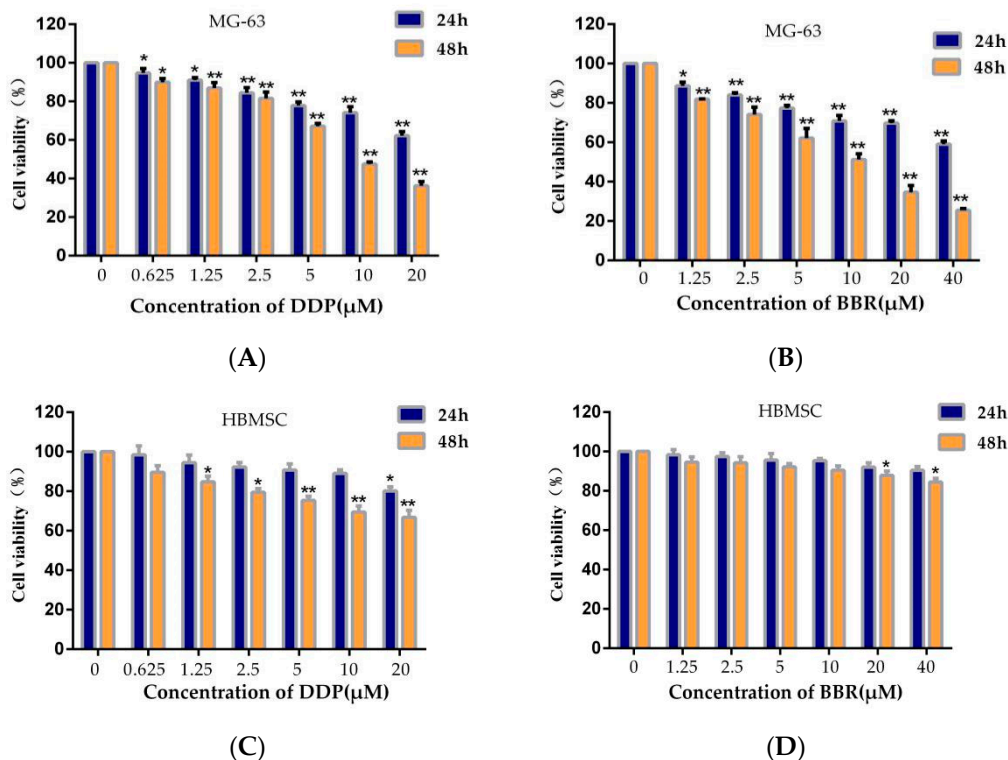 MG-63
24h
48h
Cell viability (%)
120
100
80
60
40
20
0
* * * ** ** ** ** ** ** ** ** **
0 0.625 1.25 2.5 5 10 20
Concentration of DDP(μM)
(A)
MG-63
24h
48h
Cell viability (%)
120
100
80
60
40
20
0
* ** ** ** ** ** ** ** ** ** ** **
0 1.25 2.5 5 10 20 40
Concentration of BBR(μM)
(B)
HBMSC
24h
48h
Cell viability (%)
120
100
80
60
40
20
0
* * ** ** * **
0 0.625 1.25 2.5 5 10 20
Concentration of DDP(μM)
(C)
HBMSC
24h
48h
Cell viability (%)
120
100
80
60
40
20
0
* *
0 1.25 2.5 5 10 20 40
Concentration of BBR(μM)
(D)